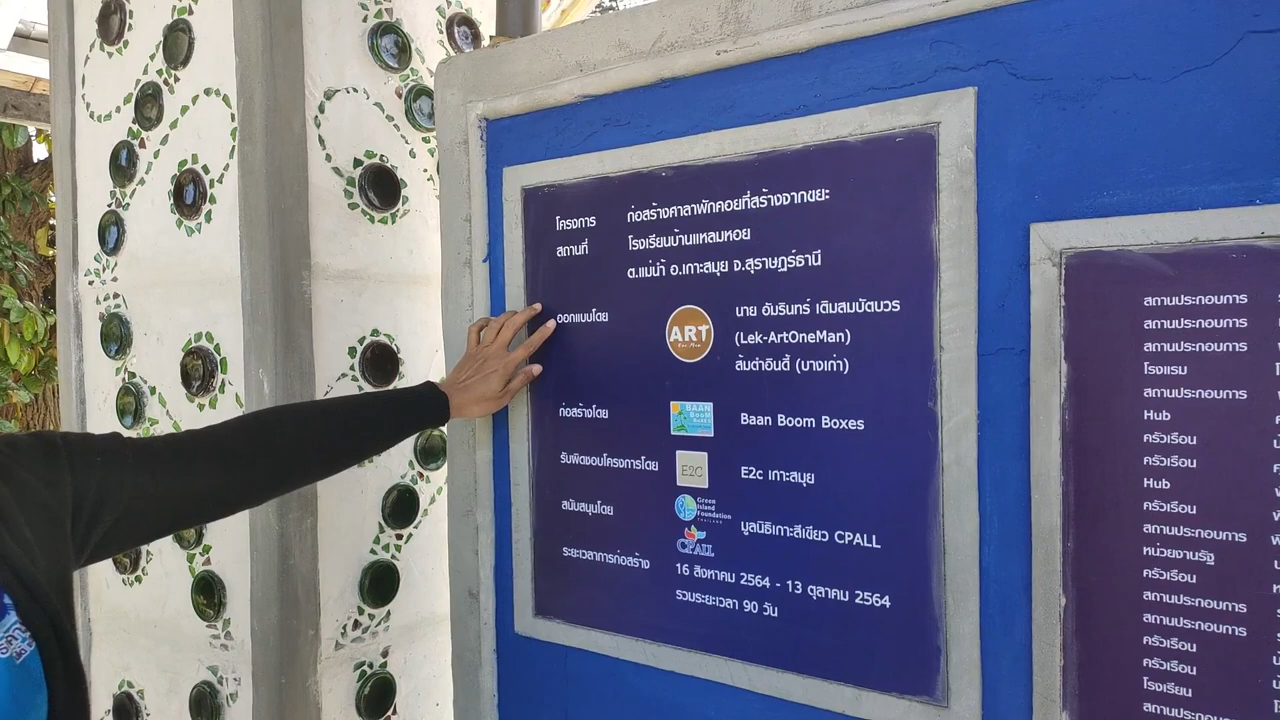 โครงการ ก่อสร้างศาลาพักคอยที่สร้างจากขยะ
สถานที่ โรงเรียนบ้านแหลมหอย
ต.แม่น้ำ อ.เกาะสมุย จ.สุราษฎร์ธานี
ออกแบบโดย ART One Man นาย อัมรินทร์ เติมสมบัตบวร
(Lek-ArtOneMan)
ส้มตำอินดี้ (บางเก่า)
ก่อสร้างโดย BAAN BOOM BOXES Baan Boom Boxes
รับผิดชอบโครงการโดย E2C E2c เกาะสมุย
สนับสนุนโดย Green Island Foundation THAILAND CPALL มูลนิธิเกาะสีเขียว CPALL
ระยะเวลาการก่อสร้าง 16 สิงหาคม 2564 - 13 ตุลาคม 2564
รวมระยะเวลา 90 วัน
สถานประกอบการ
สถานประกอบการ
สถานประกอบการ
โรงแรม
สถานประกอบการ
Hub
ครัวเรือน
ครัวเรือน
Hub
ครัวเรือน
สถานประกอบการ
หน่วยงานรัฐ
ครัวเรือน
สถานประกอบการ
สถานประกอบการ
ครัวเรือน
ครัวเรือน
โรงเรียน
สถานประกอบการ